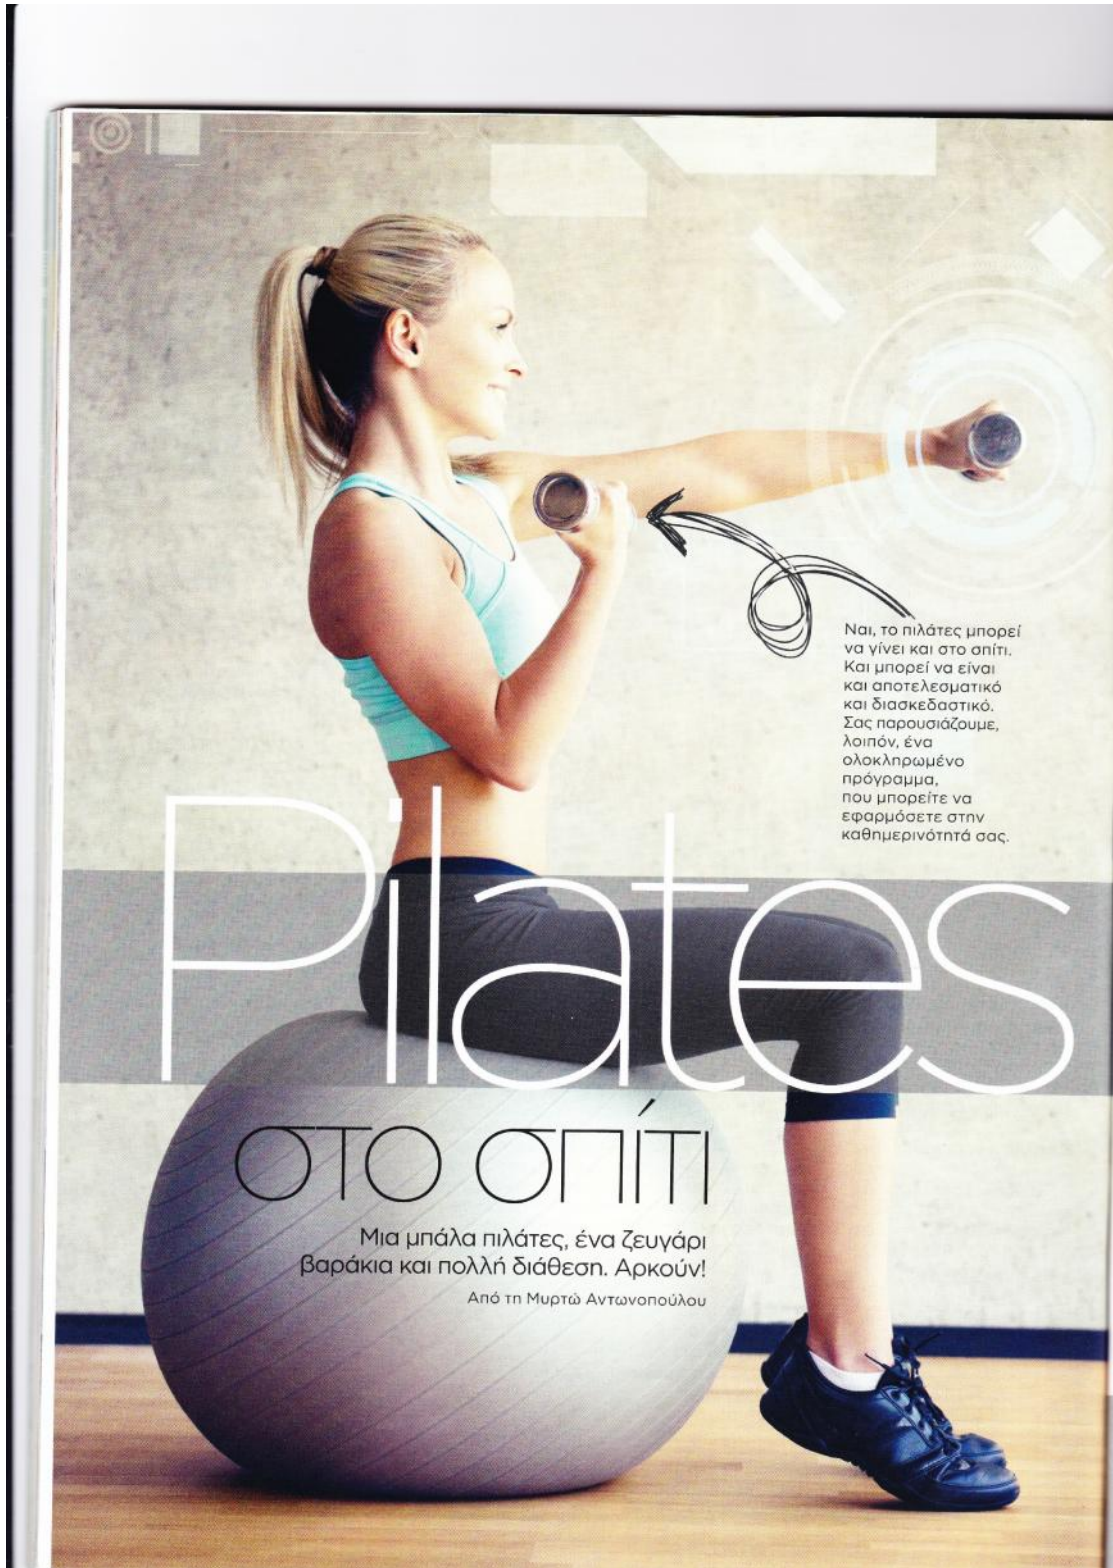 Ναι, το πιλάτες μπορεί
να γίνει και στο σπίτι.
Και μπορεί να είναι
και αποτελεσματικό
και διασκεδαστικό.
Σας παρουσιάζουμε,
λοιπόν, ένα
ολοκληρωμένο
πρόγραμμα,
που μπορείτε να
εφαρμόσετε στην
καθημερινότητά σας.
Pilates
στο σπίτι
Μια μπάλα πιλάτες, ένα ζευγάρι
βαράκια και πολλή διάθεση. Αρκούν!
Από τη Μυρτώ Αντωνοπούλου